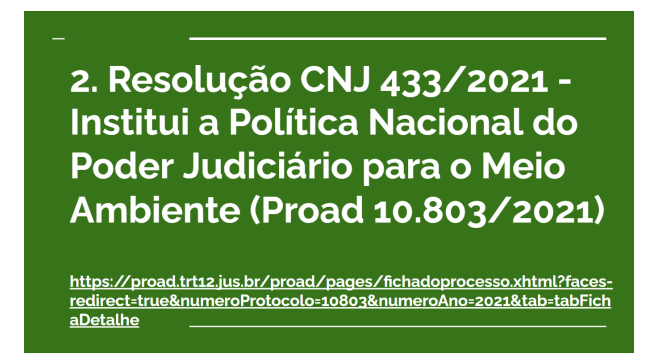 2. Resolução CNJ 433/2021 -
Institui a Política Nacional do
Poder Judiciário para o Meio
Ambiente (Proad 10.803/2021)
https://proad.trt12.jus.br/proad/pages/fichadoprocesso.xhtml?faces-
redirect=true&numeroProtocolo=10803&numeroAno=2021&tab=tabFich
aDetalhe